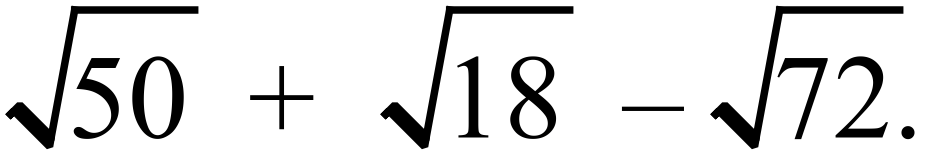 √50 + √18 − √72.